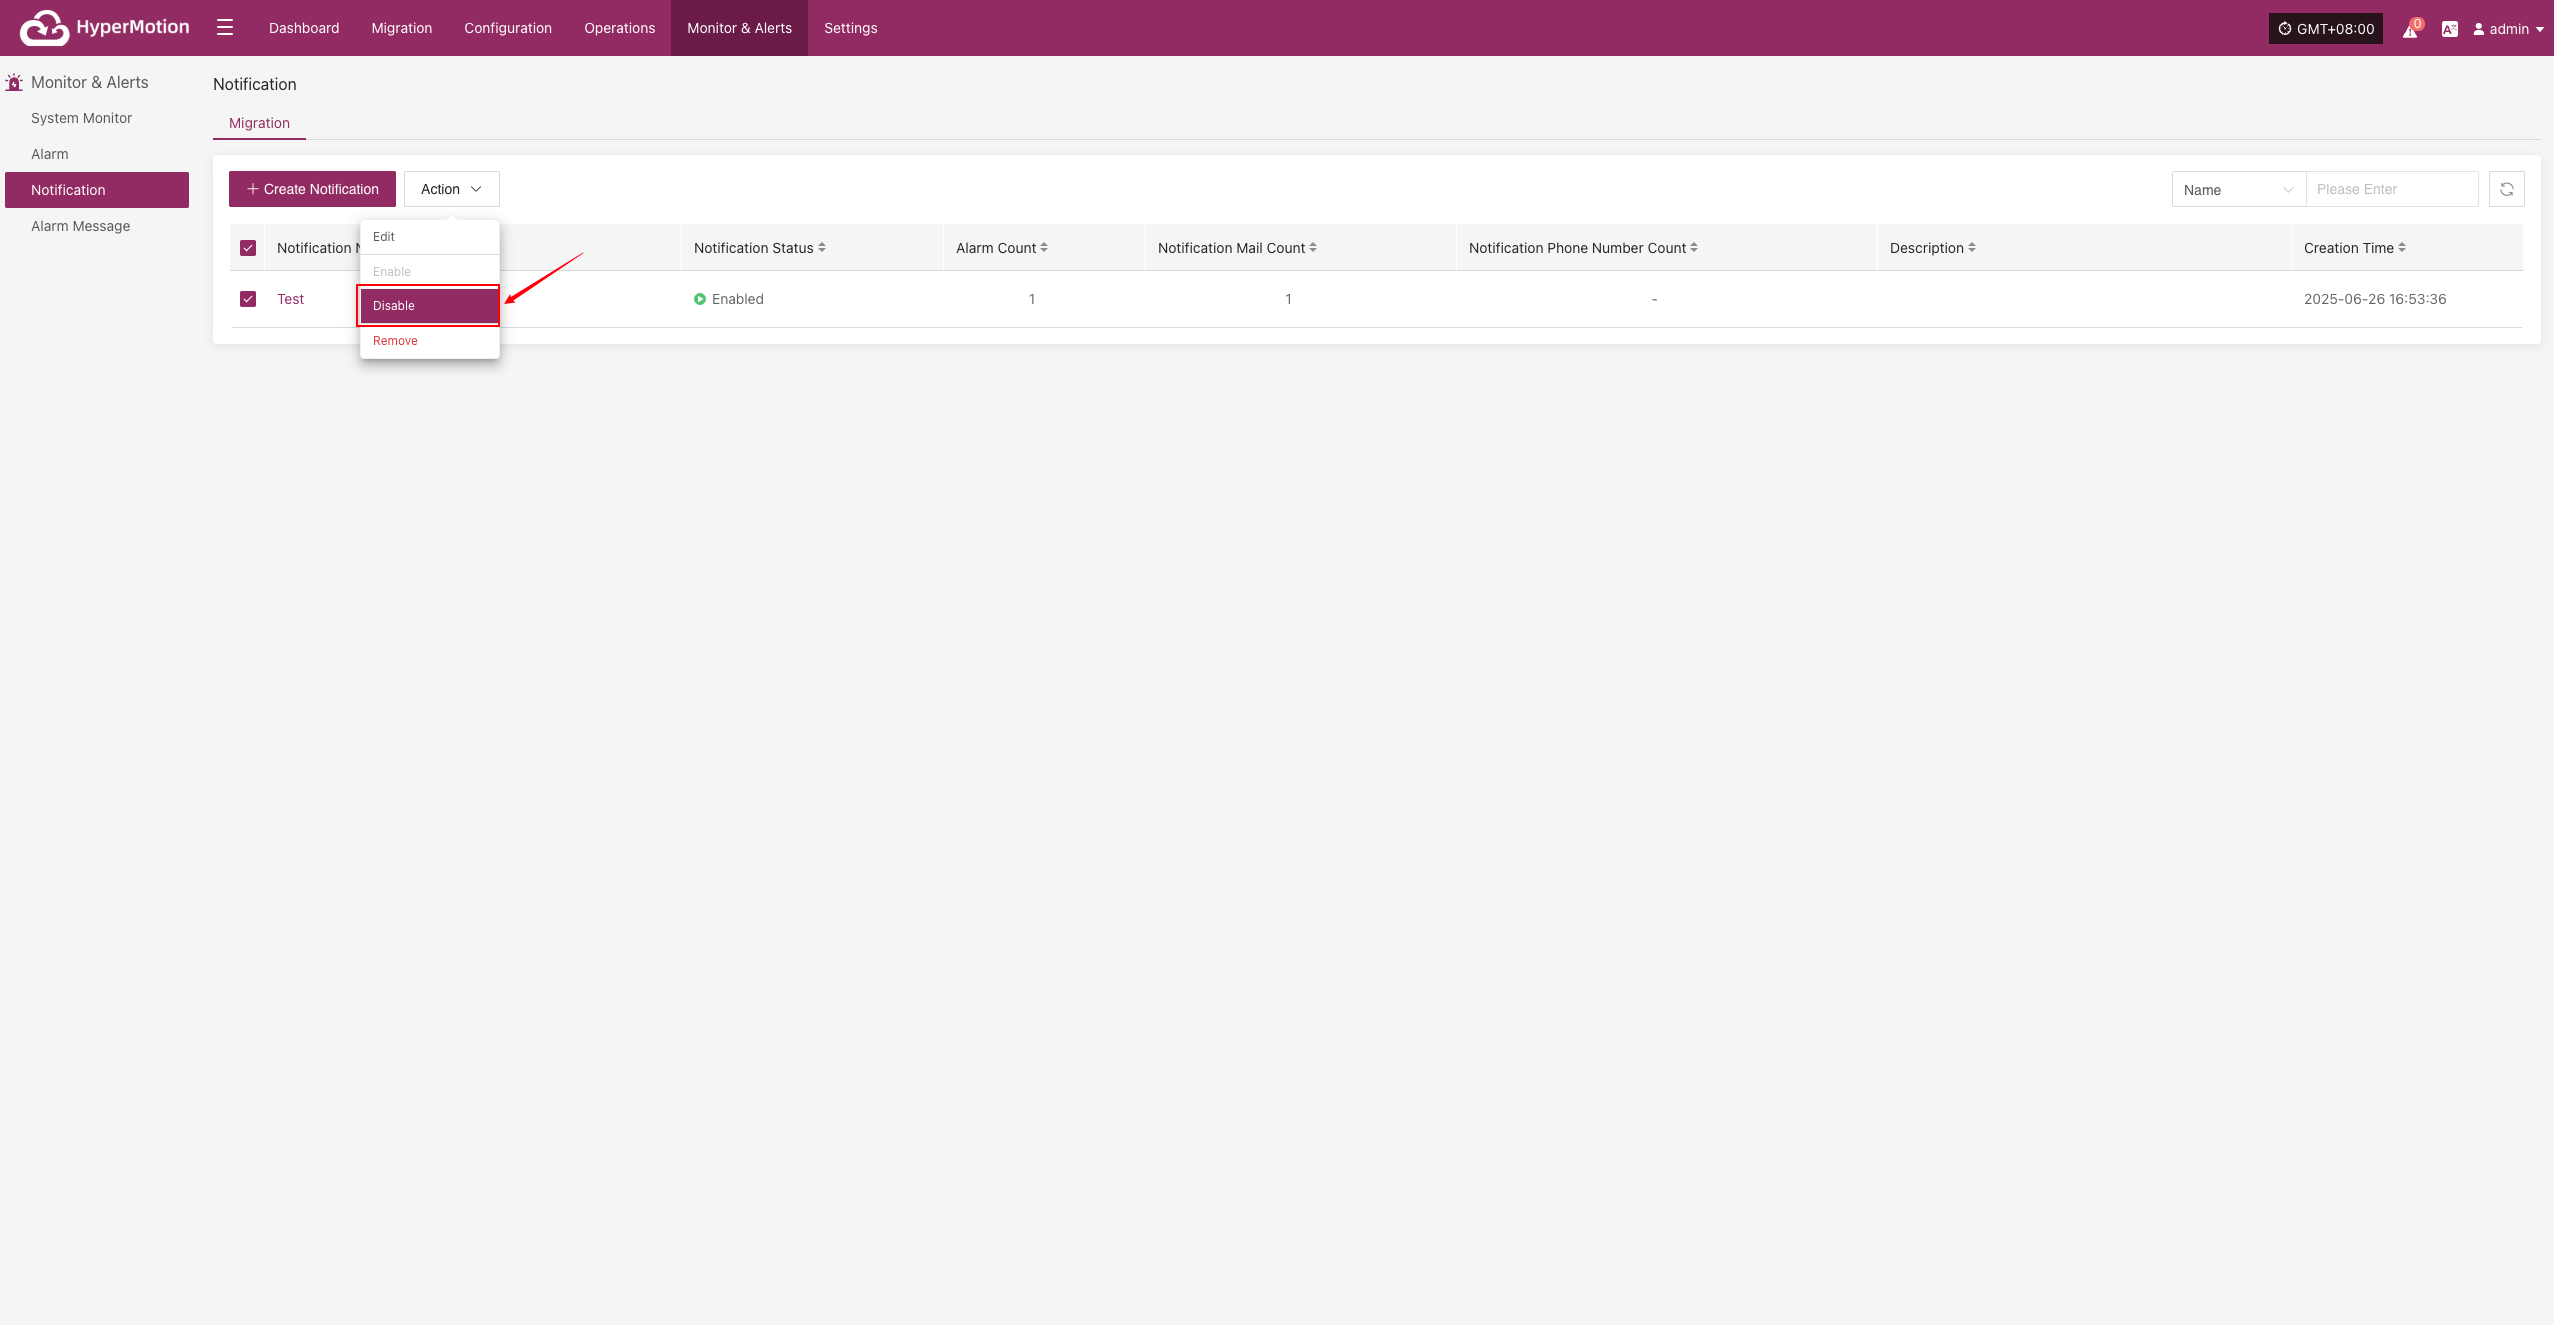 HyperMotion
Dashboard Migration Configuration Operations Monitor & Alerts Settings
GMT+08:00 0 admin
Monitor & Alerts
System Monitor
Alarm
Notification
Alarm Message
Notification
Migration
Create Notification Action
Name Please Enter
Edit
Enable
Disable
Remove
Notification Notification Status Alarm Count Notification Mail Count Notification Phone Number Count Description Creation Time
Test Enabled 1 1 - 2025-06-26 16:53:36